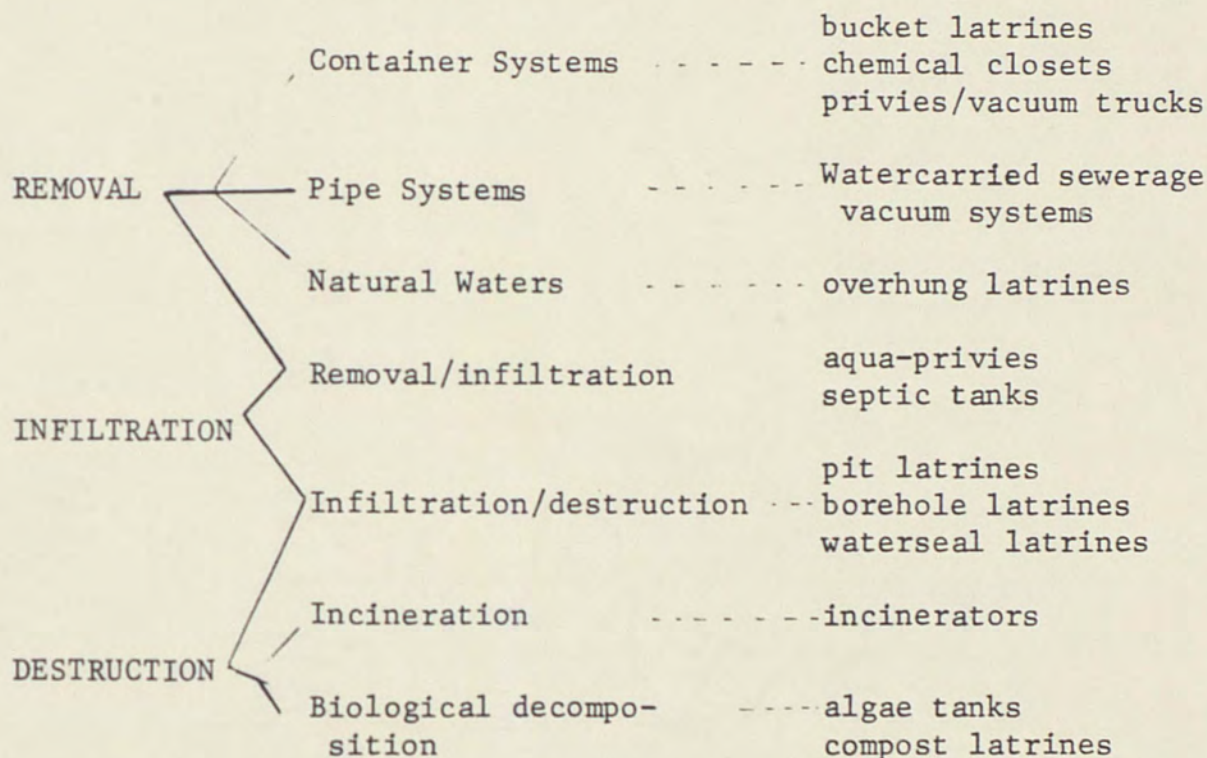 bucket latrines
Container Systems - - - - - - chemical closets
privies/vacuum trucks
REMOVAL Pipe Systems - - - - - - Watercarried sewerage
vacuum systems
Natural Waters - - - - - - overhung latrines
Removal/infiltration aqua-privies
septic tanks
INFILTRATION
pit latrines
Infiltration/destruction - - - borehole latrines
waterseal latrines
Incineration - - - - - - - incinerators
DESTRUCTION
Biological decompo- - - - - algae tanks
sition compost latrines